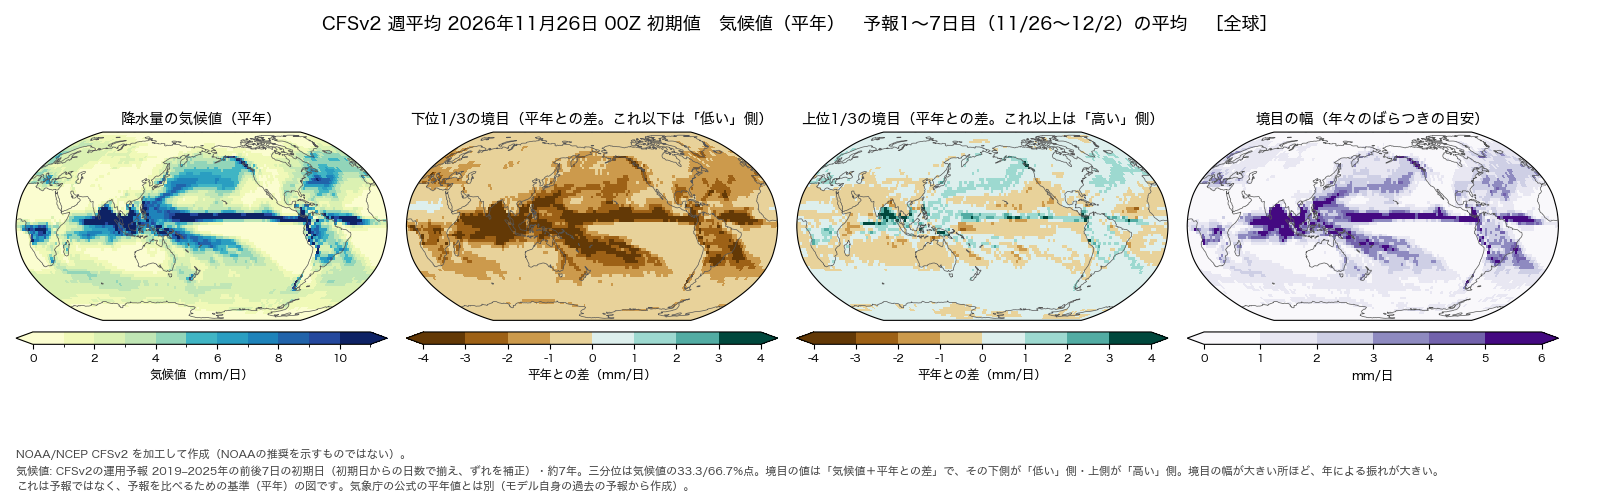 CFSv2 週平均 2026年11月26日 00Z 初期値　気候値（平年）　予報1〜7日目（11/26〜12/2）の平均　［全球］
降水量の気候値（平年）
下位1/3の境目（平年との差。これ以下は「低い」側）
上位1/3の境目（平年との差。これ以上は「高い」側）
境目の幅（年々のばらつきの目安）
0 2 4 6 8 10
-4 -3 -2 -1 0 1 2 3 4
-4 -3 -2 -1 0 1 2 3 4
0 1 2 3 4 5 6
気候値（mm/日）
平年との差（mm/日）
平年との差（mm/日）
mm/日
NOAA/NCEP CFSv2 を加工して作成（NOAAの推奨を示すものではない）。
気候値: CFSv2の運用予報 2019–2025年の前後7日の初期日（初期日からの日数で揃え、ずれを補正）・約7年。三分位は気候値の33.3/66.7%点。境目の値は「気候値＋平年との差」で、その下側が「低い」側・上側が「高い」側。境目の幅が大きい所ほど、年による振れが大きい。
これは予報ではなく、予報を比べるための基準（平年）の図です。気象庁の公式の平年値とは別（モデル自身の過去の予報から作成）。